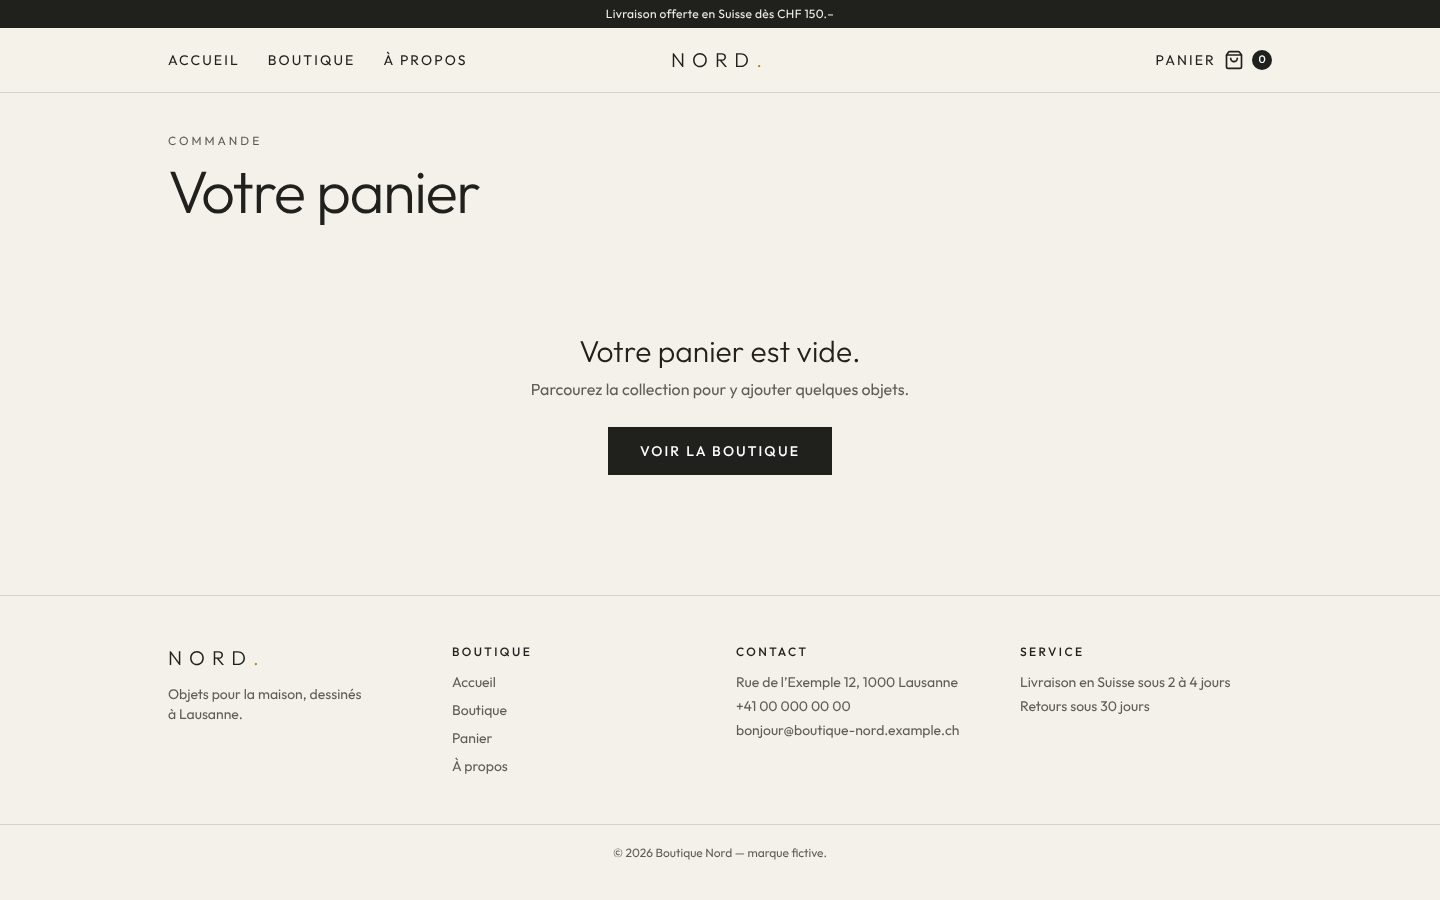 Livraison offerte en Suisse dès CHF 150.–
ACCUEIL BOUTIQUE À PROPOS
NORD.
PANIER 0
COMMANDE
Votre panier
Votre panier est vide.
Parcourez la collection pour y ajouter quelques objets.
VOIR LA BOUTIQUE
NORD.
Objets pour la maison, dessinés
à Lausanne.
BOUTIQUE
Accueil
Boutique
Panier
À propos
CONTACT
Rue de l’Exemple 12, 1000 Lausanne
+41 00 000 00 00
bonjour@boutique-nord.example.ch
SERVICE
Livraison en Suisse sous 2 à 4 jours
Retours sous 30 jours
© 2026 Boutique Nord — marque fictive.